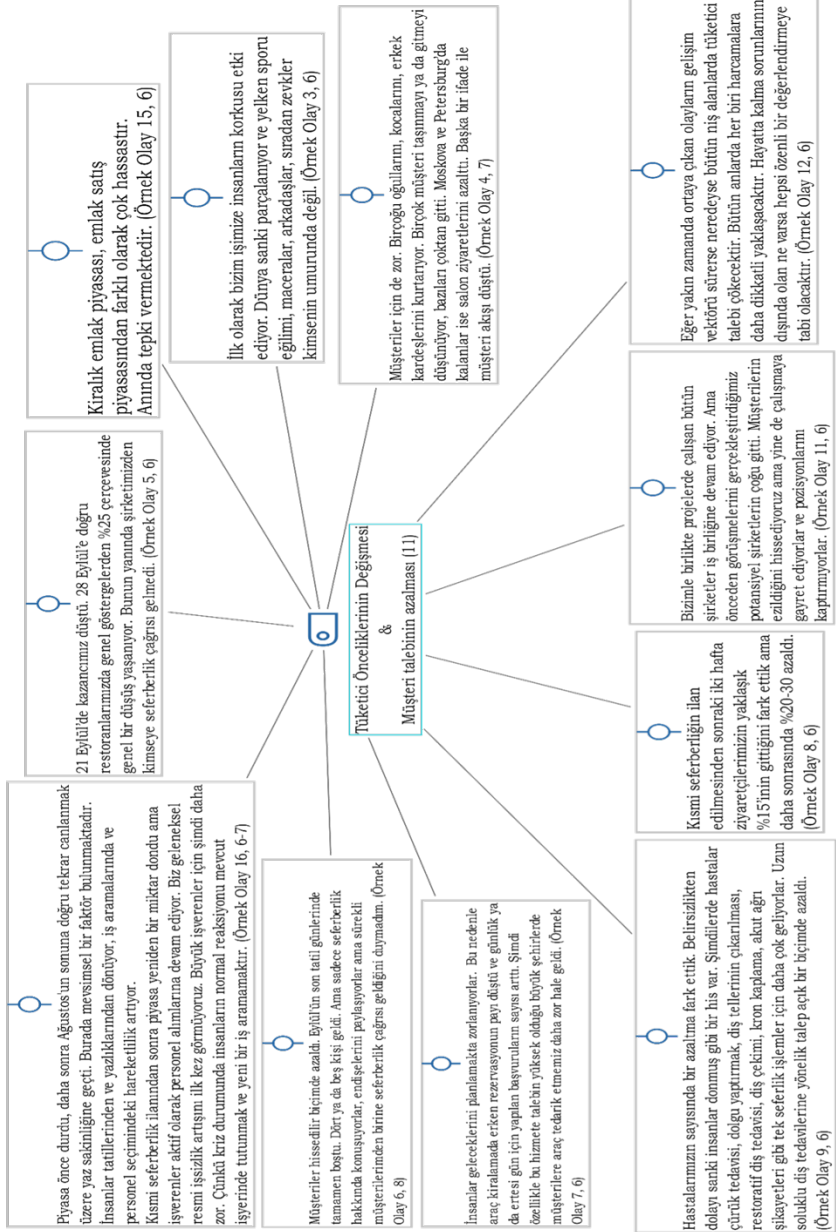 Piyasa önce durdu, daha sonra Ağustos'un sonuna doğru tekrar canlanmak
üzere yaz sakinliğine geçti. Burada mevsimsel bir faktör bulunmaktadır.
İnsanlar tatillerinden ve yazlıklarından dönüyor, iş aramalarında ve
personel seçimindeki hareketlilik artıyor.
Kısmi seferberlik ilanından sonra piyasa yeniden bir miktar dondu ama
işverenler aktif olarak personel alımlarına devam ediyor. Biz geleneksel
resmi işsizlik artışını ilk kez görmüyoruz. Büyük işverenler için şimdi daha
zor. Çünkü kriz durumunda insanların normal reaksiyonu mevcut
işyerinde tutunmak ve yeni bir iş aramamaktır. (Örnek Olay 16, 6-7)
21 Eylül'de kazancımız düştü. 28 Eylül'e doğru
restoranlarımızda genel göstergelerden %25 çerçevesinde
genel bir düşüş yaşanıyor. Bunun yanında şirketimizden
kimseye seferberlik çağrısı gelmedi. (Örnek Olay 5, 6)
Kiralık emlak piyasası, emlak satış
piyasasından farklı olarak çok hassastır.
Anında tepki vermektedir. (Örnek Olay 15, 6)
İlk olarak bizim işimize insanların korkusu etki
ediyor. Dünya sanki parçalanıyor ve yelken sporu
eğilimi, maceralar, arkadaşlar, sıradan zevkler
kimsenin umurunda değil. (Örnek Olay 3, 6)
Müşteriler hissedilir biçimde azaldı. Eylül'ün son tatil günlerinde
tamamen boştu. Dört ya da beş kişi geldi. Ama sadece seferberlik
hakkında konuşuyorlar, endişelerini paylaşıyorlar ama sürekli
müşterilerimden birine seferberlik çağrısı geldiğini duymadım. (Örnek
Olay 6, 8)
Tüketici Önceliklerinin Değişmesi
&
Müşteri talebinin azalması (11)
Müşteriler için de zor. Birçoğu oğullarını, kocalarını, erkek
kardeşlerini kurtarıyor. Birçok müşteri taşınmayı ya da gitmeyi
düşünüyor, bazıları çoktan gitti. Moskova ve Petersburg'da
kalanlar ise salon ziyaretlerini azalttı. Başka bir ifade ile
müşteri akışı düştü. (Örnek Olay 4, 7)
İnsanlar geleceklerini planlamakta zorlanıyorlar. Bu nedenle
araç kiralamada erken rezervasyonun payı düştü ve günlük ya
da ertesi gün için yapılan başvuruların sayısı arttı. Şimdi
özellikle bu hizmete talebin yüksek olduğu büyük şehirlerde
müşterilere araç tedarik etmemiz daha zor hale geldi. (Örnek
Olay 7, 6)
Hastalarımızın sayısında bir azaltma fark ettik. Belirsizlikten
dolayı sanki insanlar donmuş gibi bir his var. Şimdilerde hastalar
çürük tedavisi, dolgu yaptırmak, diş tellerinin çıkarılması,
restoratif diş tedavisi, diş çekimi, kron kaplama, akut ağrı
şikayetleri gibi tek seferlik işlemler için daha çok geliyorlar. Uzun
soluklu diş tedavilerine yönelik talep açık bir biçimde azaldı.
(Örnek Olay 9, 6)
Kısmi seferberliğin ilan
edilmesinden sonraki iki hafta
ziyaretçilerimizin yaklaşık
%15'inin gittiğini fark ettik ama
daha sonrasında %20-30 azaldı.
(Örnek Olay 8, 6)
Bizimle birlikte projelerde çalışan bütün
şirketler iş birliğine devam ediyor. Ama
önceden görüşmelerini gerçekleştirdiğimiz
potansiyel şirketlerin çoğu gitti. Müşterilerin
ezildiğini hissediyoruz ama yine de çalışmaya
gayret ediyorlar ve pozisyonlarını
kaptırmıyorlar. (Örnek Olay 11, 6)
Eğer yakın zamanda ortaya çıkan olayların gelişim
vektörü sürerse neredeyse bütün niş alanlarda tüketici
talebi çökecektir. Bütün anlarda her biri harcamalara
daha dikkatli yaklaşacaktır. Hayatta kalma sorunlarının
dışında olan ne varsa hepsi özenli bir değerlendirmeye
tabi olacaktır. (Örnek Olay 12, 6)